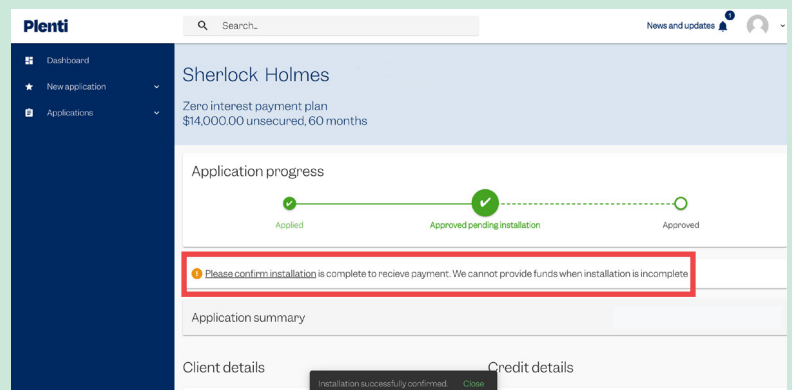 Plenti
Search...
News and updates
1
Dashboard
New application
Applications
Sherlock Holmes
Zero interest payment plan
$14,000.00 unsecured, 60 months
Application progress
Applied
Approved pending installation
Approved
Please confirm installation is complete to recieve payment. We cannot provide funds when installation is incomplete
Application summary
Client details
Credit details
Installation successfully confirmed. Close